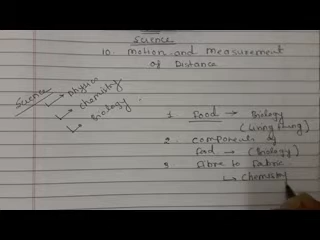 Science
10. Motion and Measurement
of Distance
Science
Physics
Chemistry
Biology
1. Food → Biology
(Living thing)
2. Components of
food → (Biology)
3. Fibre to Fabric
Chemistry